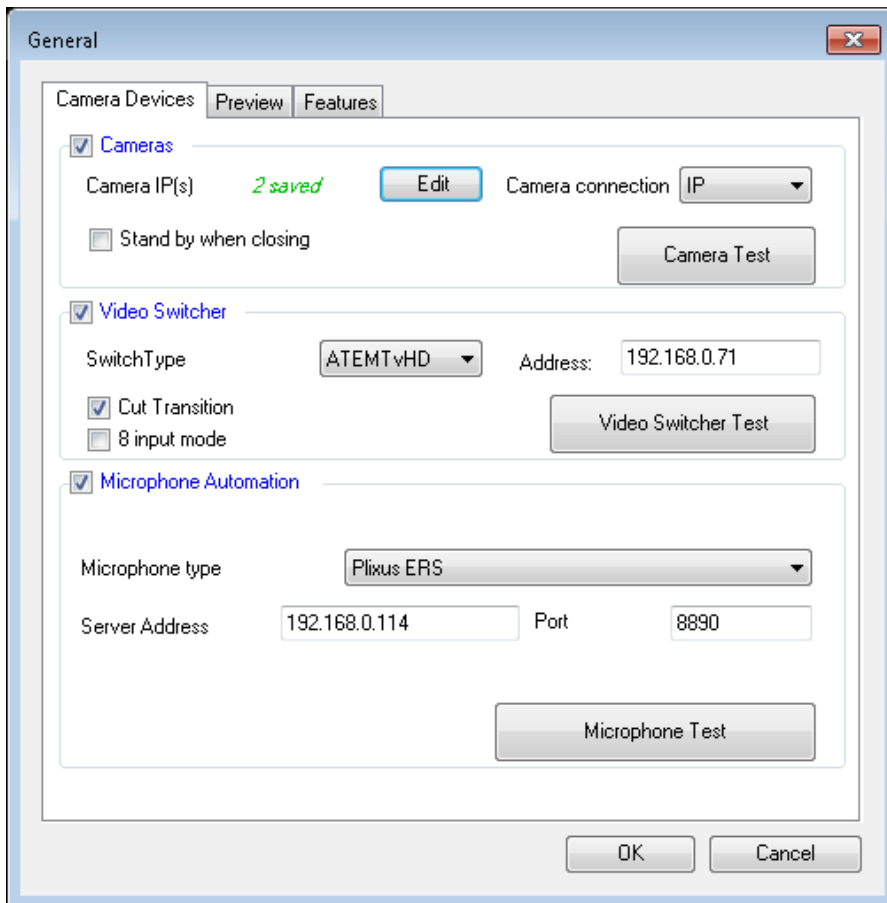 General
Camera Devices Preview Features
Cameras
Camera IP(s) 2 saved Edit Camera connection IP
Stand by when closing
Camera Test
Video Switcher
SwitchType ATEMTvHD Address: 192.168.0.71
Cut Transition
Video Switcher Test
8 input mode
Microphone Automation
Microphone type Plixus ERS
Server Address 192.168.0.114 Port 8890
Microphone Test
OK Cancel